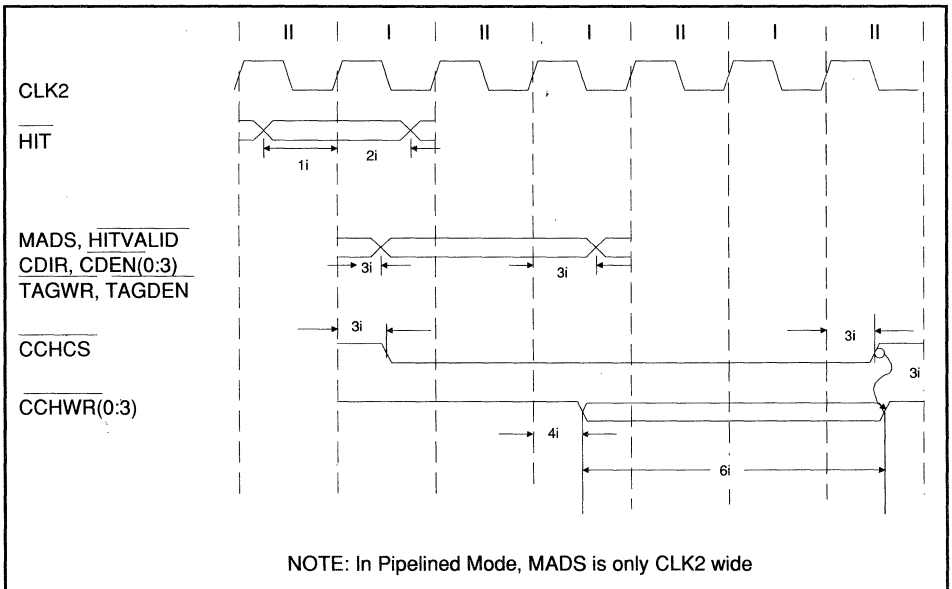 II I II I II I II
CLK2
HIT
1i 2i
MADS, HITVALID
CDIR, CDEN(0:3)
TAGWR, TAGDEN
3i 3i
3i 3i
CCHCS
3i
CCHWR(0:3)
4i
6i
NOTE: In Pipelined Mode, MADS is only CLK2 wide